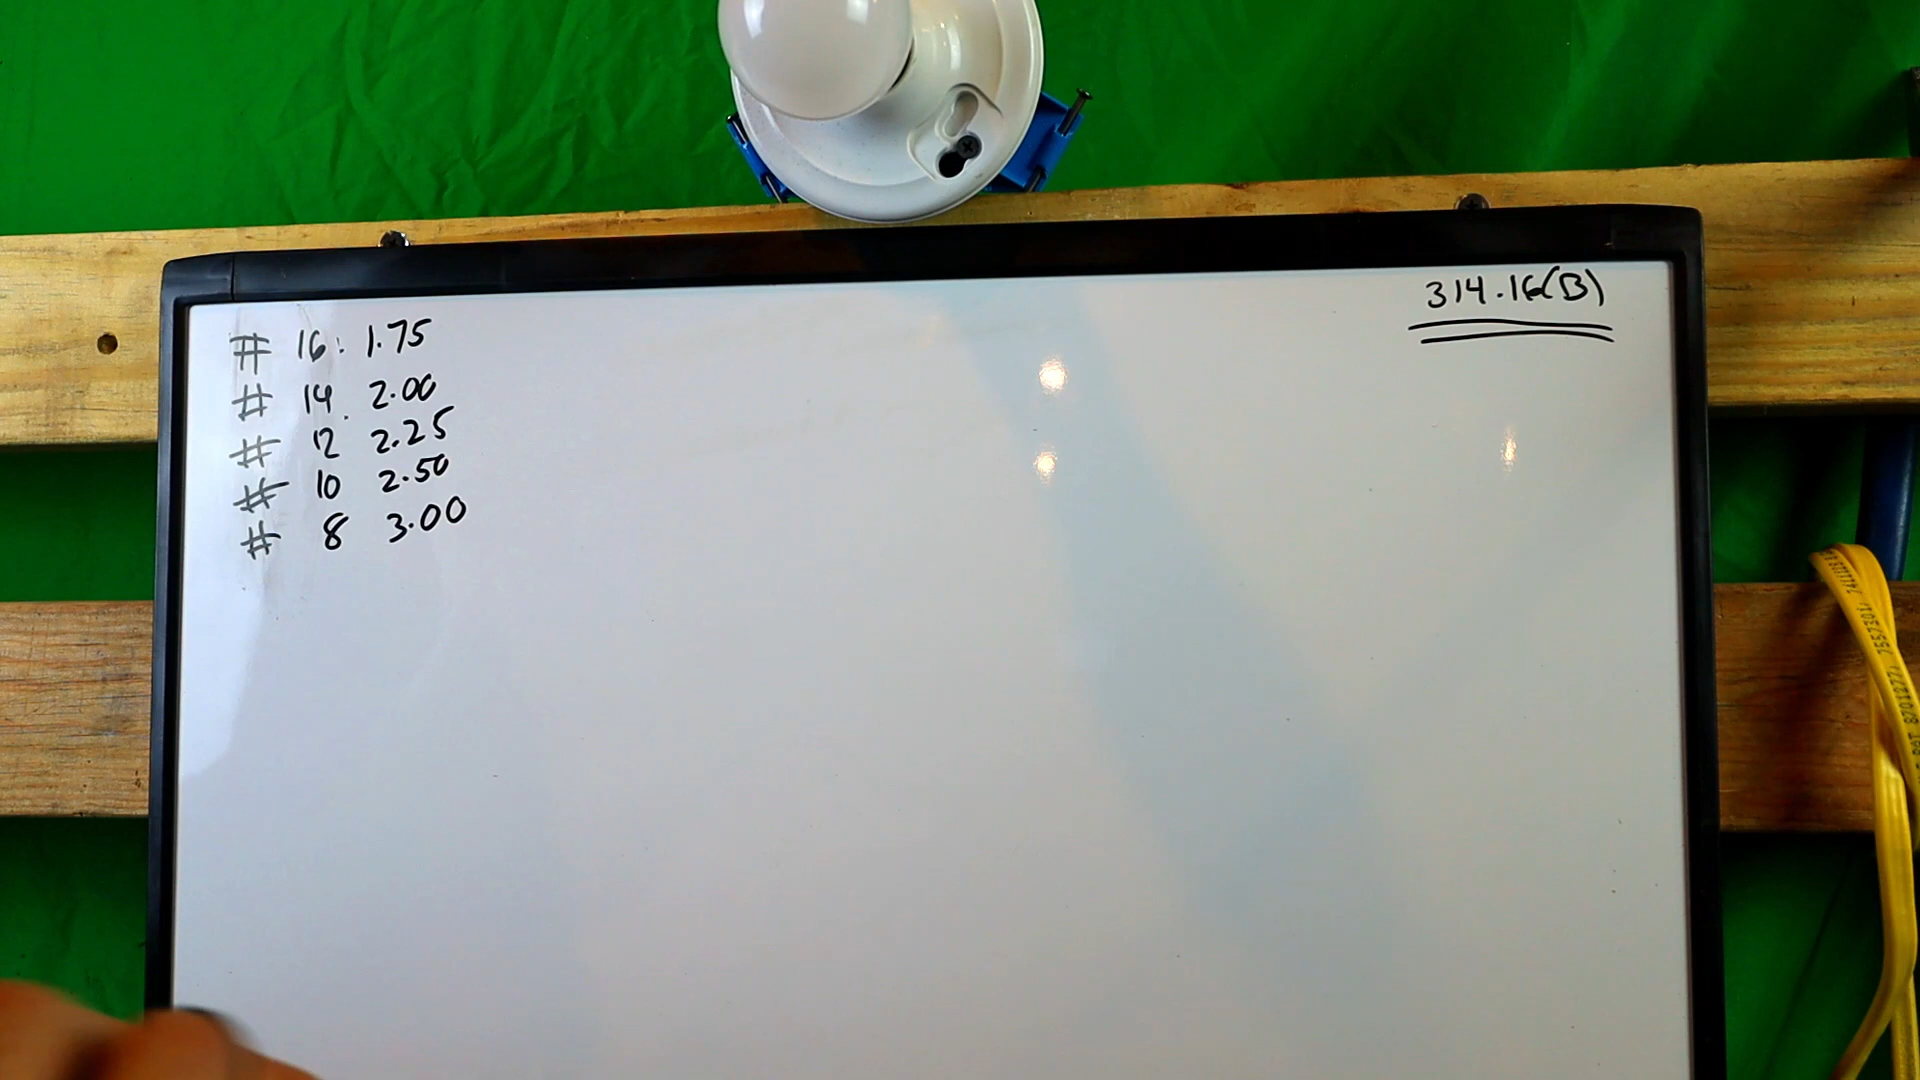 314.16(B)
# 16. 1.75
# 14 2.00
# 12 2.25
# 10 2.50
# 8 3.00